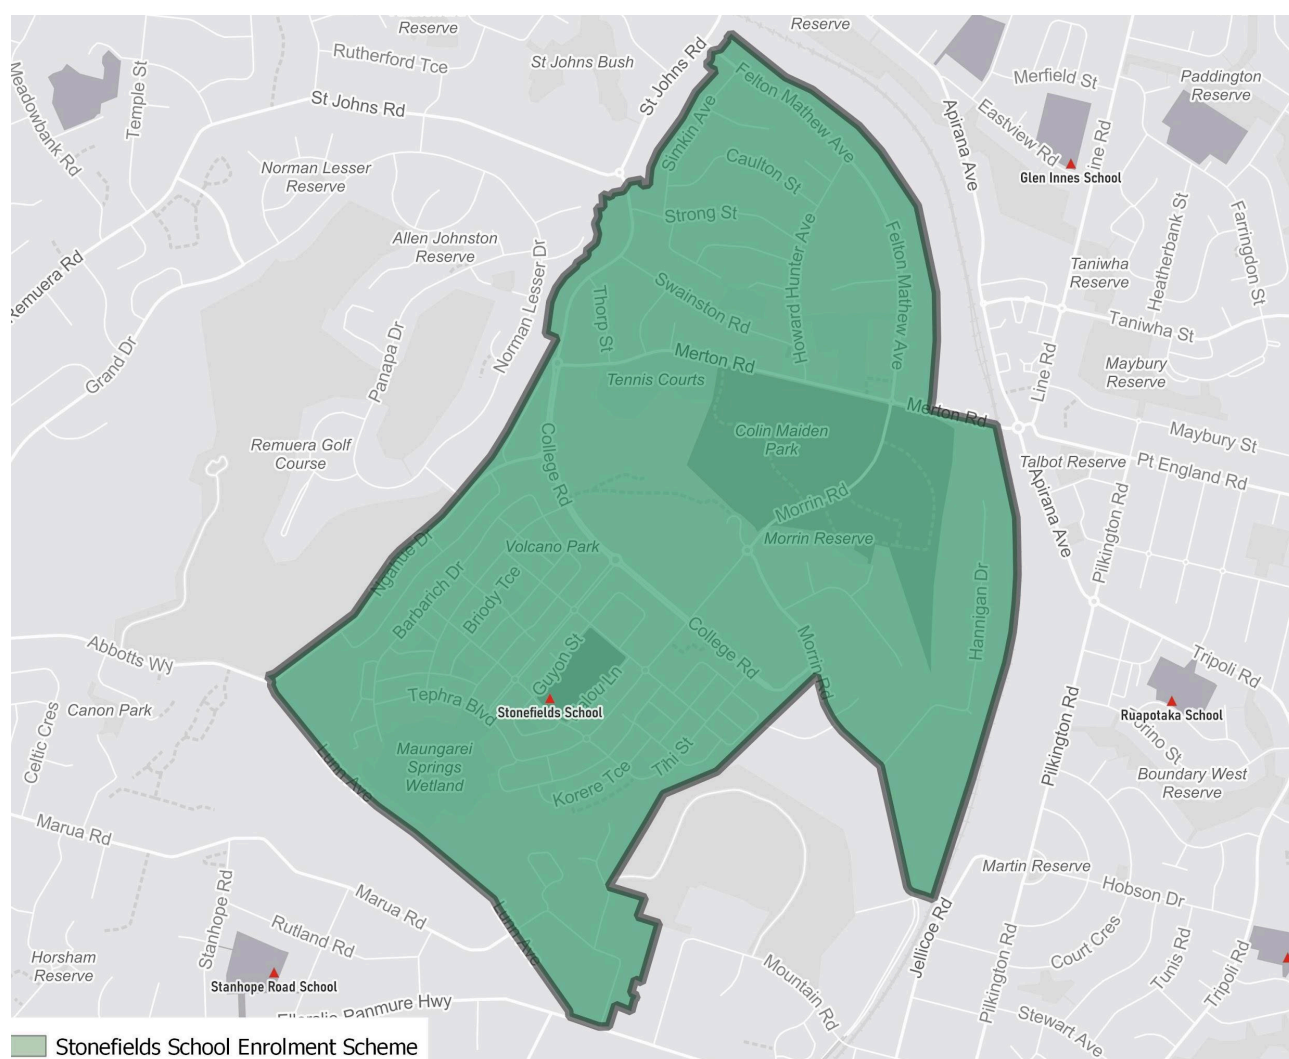 Reserve
Reserve
Rutherford Tce
St Johns Bush
St Johns Rd
Merfield St
Paddington
Reserve
Meadowbank Rd
Temple St
St Johns Rd
Felton Mathew Ave
Apirana Ave
Eastview Rd
Simkin Ave
Caulton St
Glen Innes School
Norman Lesser
Reserve
Strong St
Heatherbank St
Farringdon St
Allen Johnston
Reserve
Norman Lesser Dr
Howard Hunter Ave
Felton Mathew Ave
Taniwha
Reserve
Remuera Rd
Thorp St
Swainston Rd
Taniwha St
Grand Dr
Panapa Dr
Merton Rd
Tennis Courts
Line Rd
Maybury
Reserve
Merton Rd
Colin Maiden
Park
Maybury St
Remuera Golf
Course
College Rd
Talbot Reserve
Pt England Rd
Apirana Ave
Morrin Rd
Pilkington Rd
Volcano Park
Morrin Reserve
Ngahue Dr
Barbarich Dr
Briody Tce
Hannigan Dr
Abbotts Wy
Guyon St
College Rd
Morrin Rd
Tripoli Rd
Canon Park
Tephra Blvd
Stonefields School
Ruapotaka School
Celtic Cres
Lunn Ave
Maungarei
Springs
Wetland
Tihi St
Korere Tce
Pilkington Rd
Boundary West
Reserve
Marua Rd
Martin Reserve
Hobson Dr
Stanhope Rd
Marua Rd
Rutland Rd
Lunn Ave
Jellicoe Rd
Court Cres
Tunis Rd
Tripoli Rd
Horsham
Reserve
Stanhope Road School
Mountain Rd
Pilkington Rd
Panmure Hwy
Stewart Ave
Stonefields School Enrolment Scheme